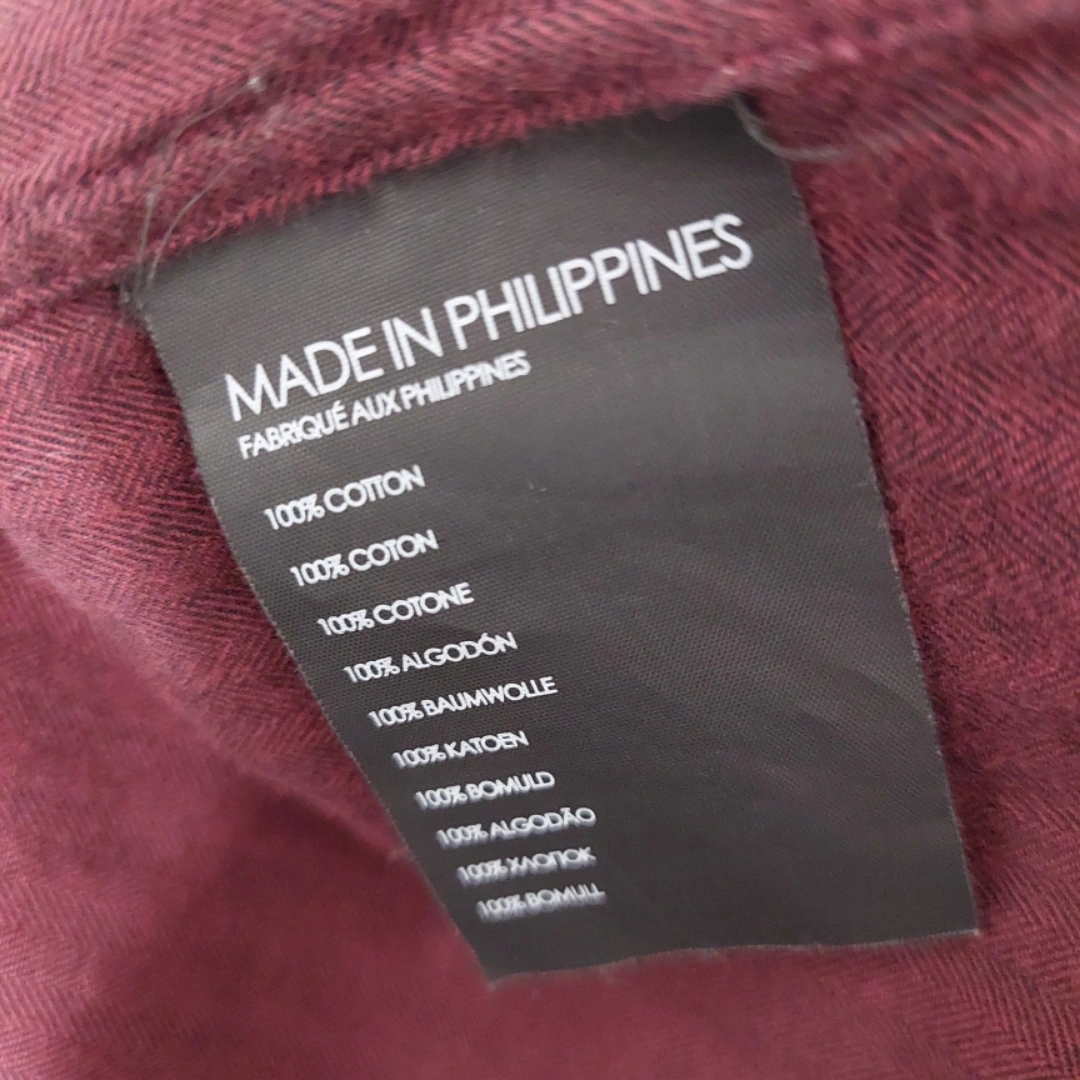 MADE IN PHILIPPINES
FABRIQUÉ AUX PHILIPPINES
100% COTTON
100% COTON
100% COTONE
100% ALGODÓN
100% BAUMWOLLE
100% KATOEN
100% BOMULD
100% ALGODÃO
100% ХЛОПОК
100% BOMULL